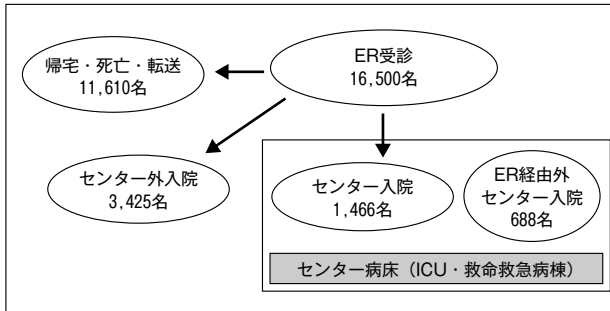 ER受診
16,500名
帰宅・死亡・転送
11,610名
センター外入院
3,425名
センター入院
1,466名
ER経由外
センター入院
688名
センター病床（ICU・救命救急病棟）